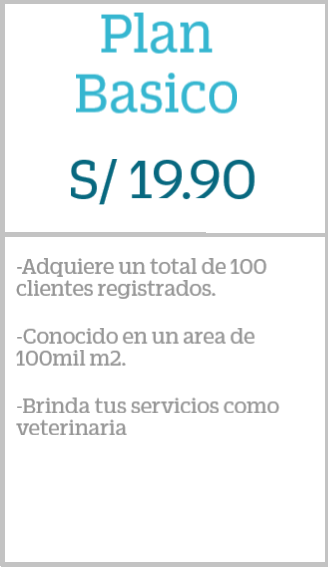 Plan
Basico
S/ 19.90
-Adquiere un total de 100
clientes registrados.
-Conocido en un area de
100mil m2.
-Brinda tus servicios como
veterinaria